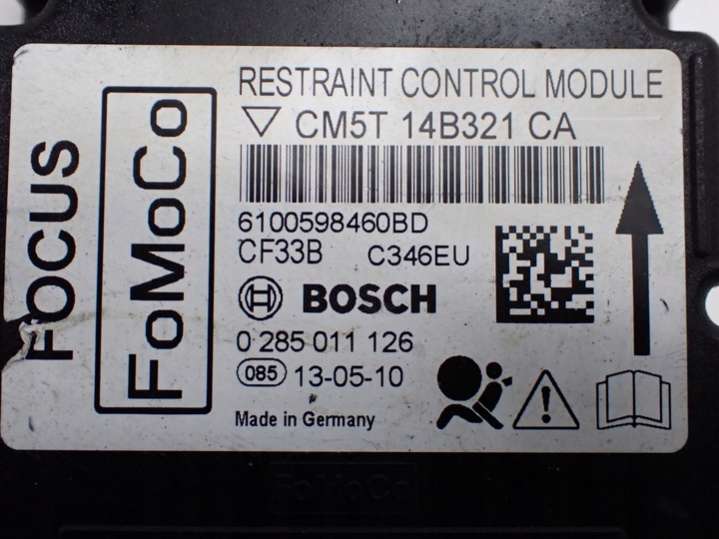 RESTRAINT CONTROL MODULE
CM5T 14B321 CA
6100598460BD
CF33B C346EU
BOSCH
0 285 011 126
085 13-05-10
Made in Germany
FOCUS
FoMoCo
FoMoCo